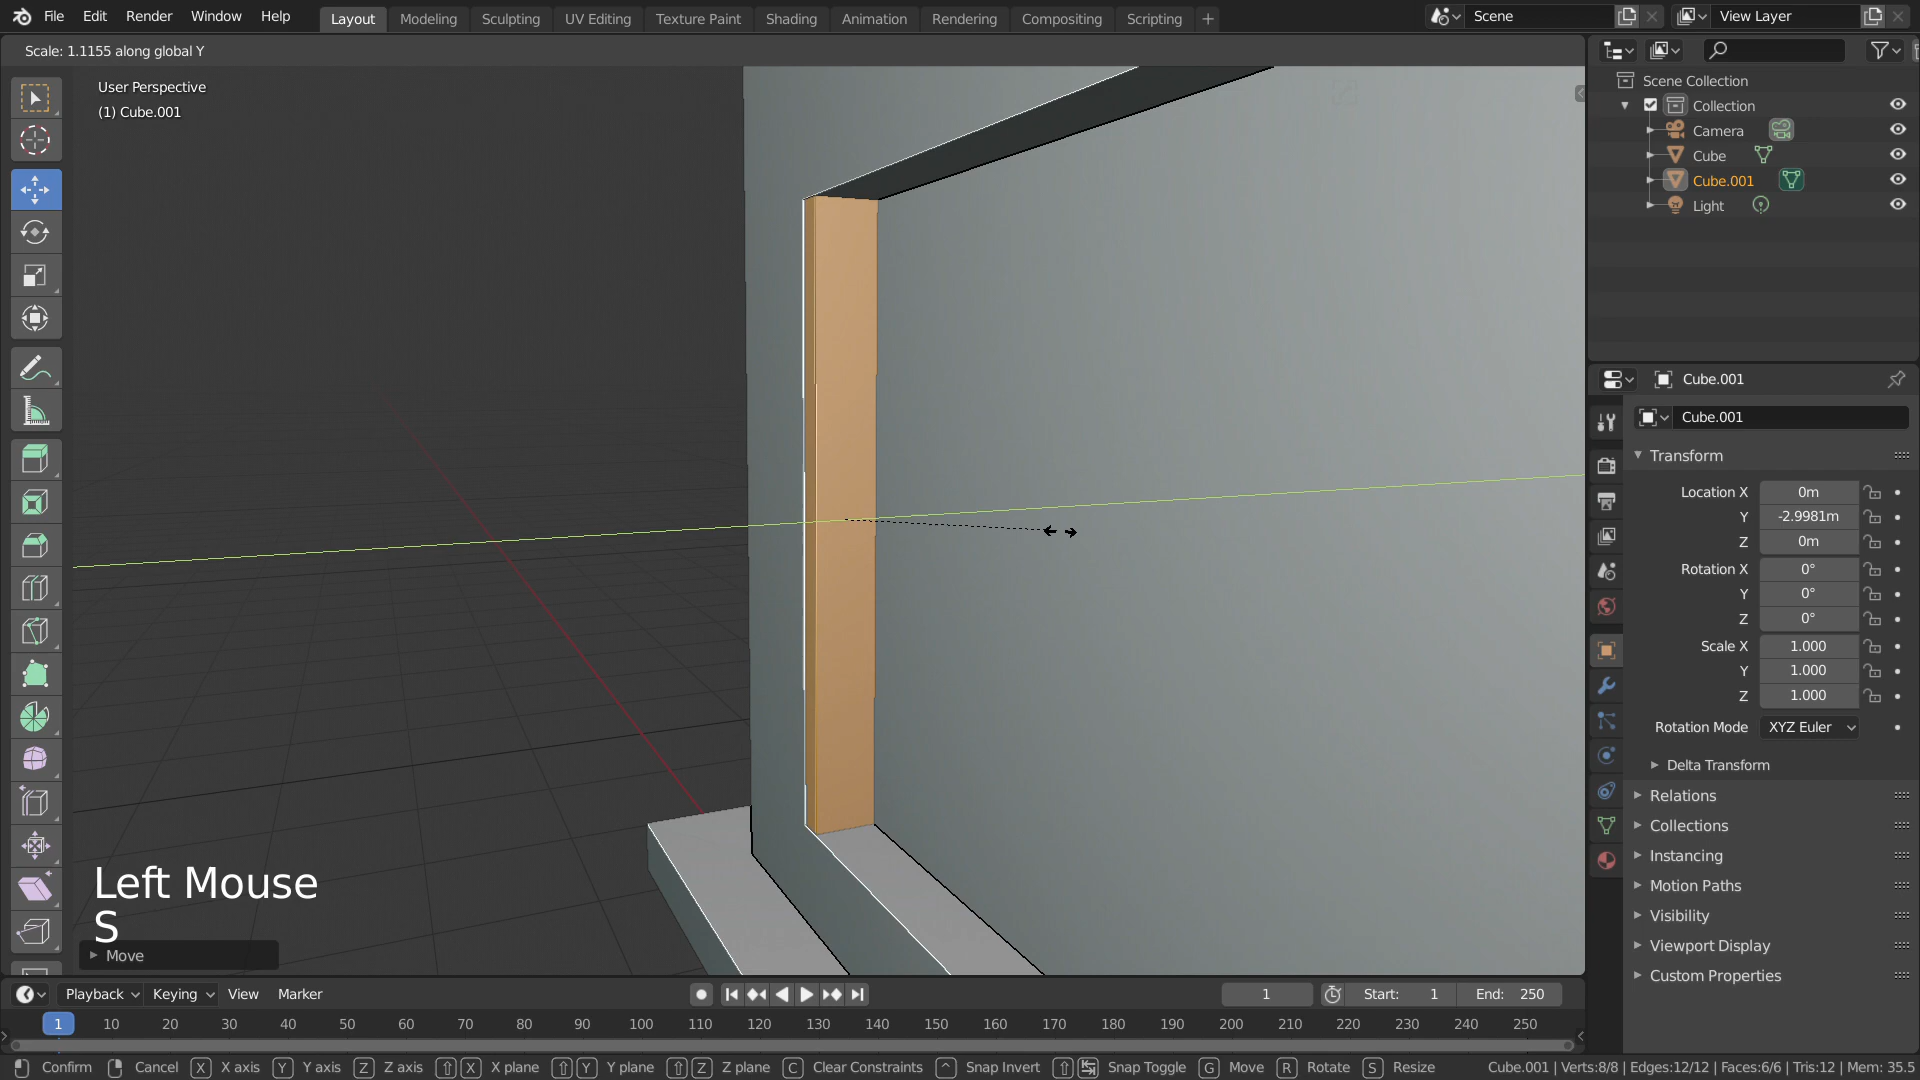 File Edit Render Window Help Layout Modeling Sculpting UV Editing Texture Paint Shading Animation Rendering Compositing Scripting + Scene View Layer
Scale: 1.1155 along global Y
User Perspective
(1) Cube.001
Scene Collection
Collection
Camera
Cube
Cube.001
Light
Cube.001
Cube.001
Transform
Location X 0m
Y -2.9981m
Z 0m
Rotation X 0°
Y 0°
Z 0°
Scale X 1.000
Y 1.000
Z 1.000
Rotation Mode XYZ Euler
Delta Transform
Relations
Collections
Instancing
Motion Paths
Visibility
Viewport Display
Custom Properties
Left Mouse
S
Move
Playback Keying View Marker 1 Start: 1 End: 250
1 10 20 30 40 50 60 70 80 90 100 110 120 130 140 150 160 170 180 190 200 210 220 230 240 250
Confirm Cancel X X axis Y Y axis Z Z axis X X plane Y Y plane Z Z plane C Clear Constraints ^ Snap Invert Snap Toggle G Move R Rotate S Resize Cube.001 | Verts:8/8 | Edges:12/12 | Faces:6/6 | Tris:12 | Mem: 35.5